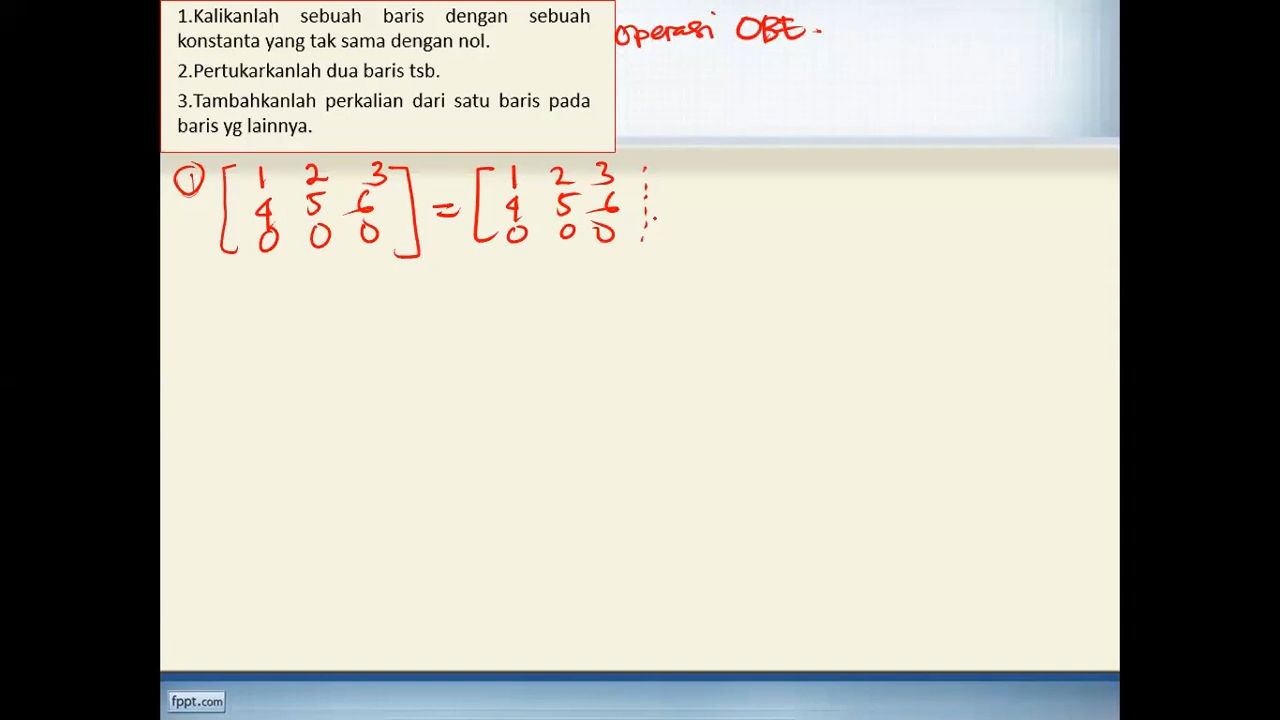 1.Kalikanlah sebuah baris dengan sebuah
konstanta yang tak sama dengan nol.
2.Pertukarkanlah dua baris tsb.
3.Tambahkanlah perkalian dari satu baris pada
baris yg lainnya.
operasi OBE.
① [ 1 2 3 ] = [ 1 2 3 ⋮
4 5 6 4 5 6
0 0 0 0 0 0
fppt.com